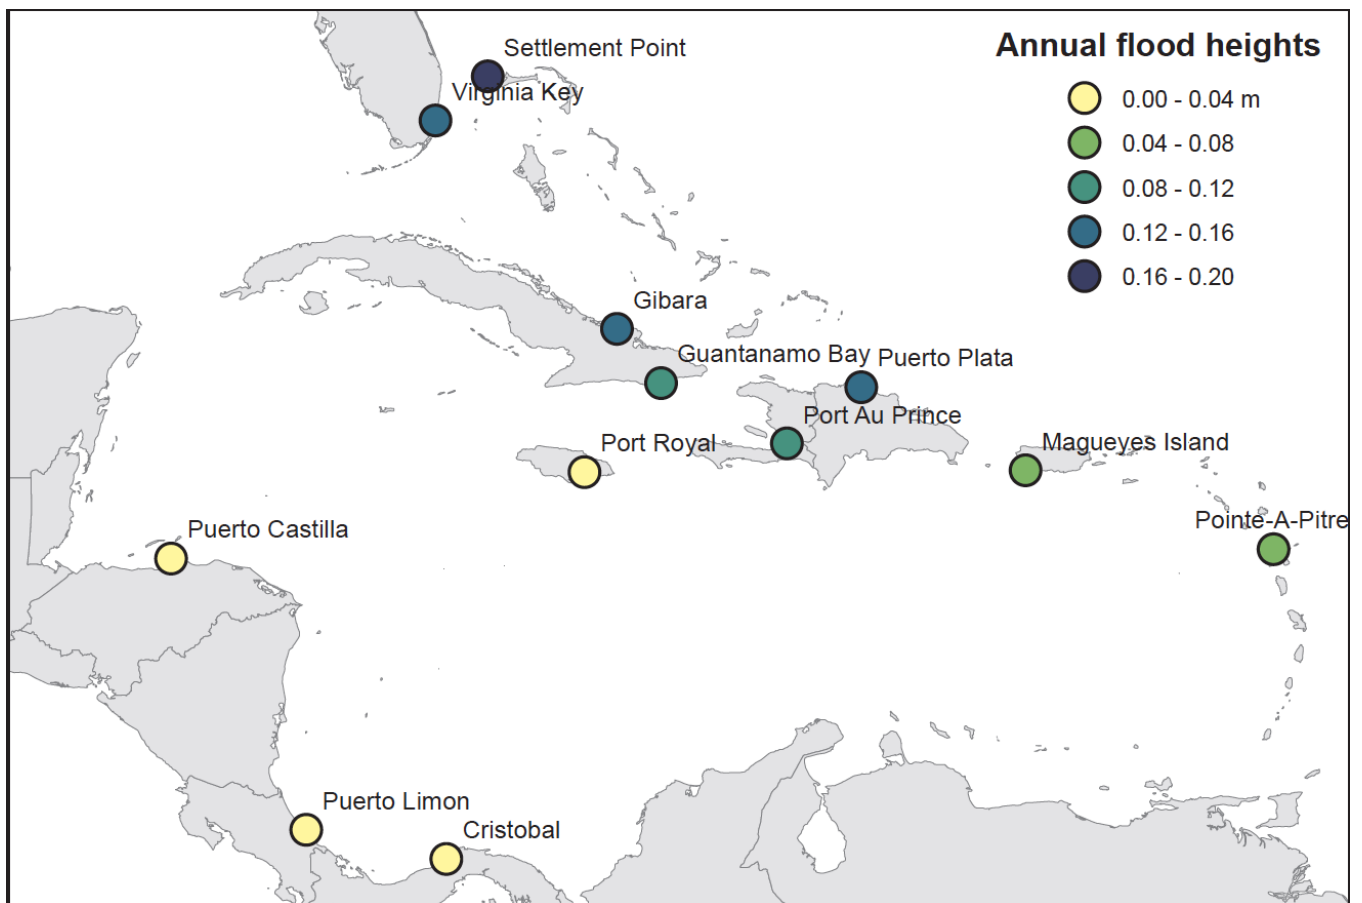 Annual flood heights
0.00 - 0.04 m
0.04 - 0.08
0.08 - 0.12
0.12 - 0.16
0.16 - 0.20
Settlement Point
Virginia Key
Gibara
Guantanamo Bay
Puerto Plata
Port Au Prince
Port Royal
Magueyes Island
Pointe-A-Pitre
Puerto Castilla
Puerto Limon
Cristobal